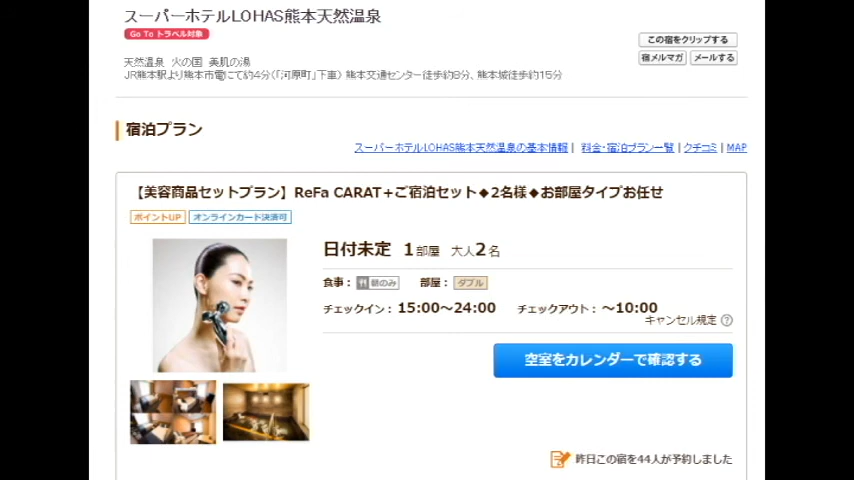 スーパーホテルLOHAS熊本天然温泉
Go To トラベル対象
この宿をクリップする
宿メルマガ メールする
天然温泉 火の国 美肌の湯
JR熊本駅より熊本市電にて約4分(「河原町」下車) 熊本交通センター徒歩約8分、熊本城徒歩約15分
宿泊プラン
スーパーホテルLOHAS熊本天然温泉の基本情報 | 料金・宿泊プラン一覧 | クチコミ | MAP
【美容商品セットプラン】ReFa CARAT+ご宿泊セット◆2名様◆お部屋タイプお任せ
ポイントUP オンラインカード決済可
日付未定 1部屋 大人2名
食事: 朝のみ 部屋: ダブル
チェックイン: 15:00~24:00 チェックアウト: ~10:00
キャンセル規定 ?
空室をカレンダーで確認する
昨日この宿を44人が予約しました